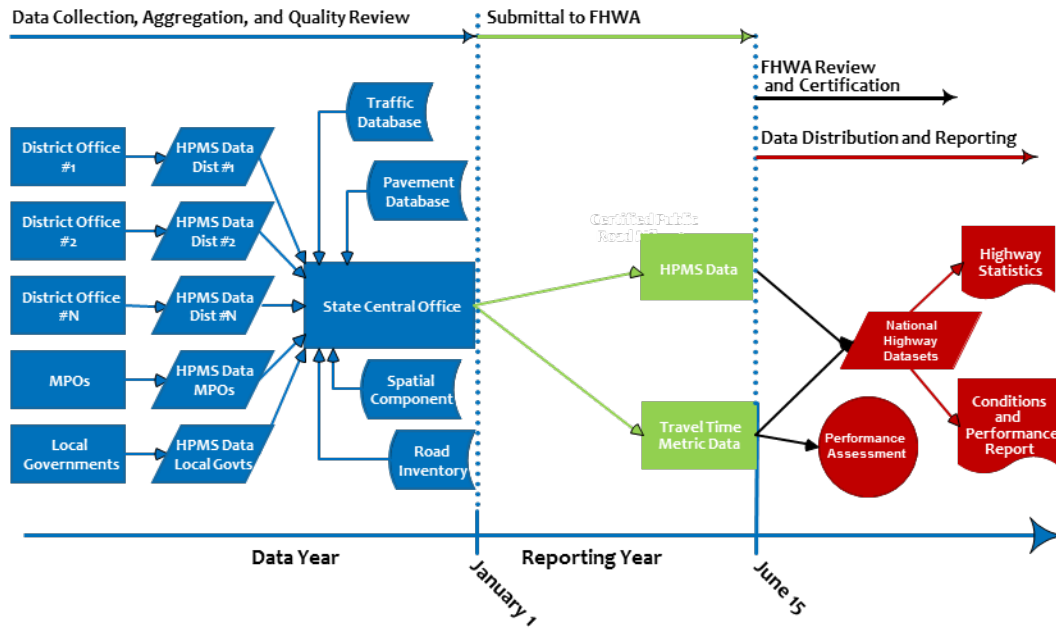 Data Collection, Aggregation, and Quality Review
Submittal to FHWA
FHWA Review
and Certification
Data Distribution and Reporting
Traffic
Database
Pavement
Database
District Office
#1
HPMS Data
Dist #1
District Office
#2
HPMS Data
Dist #2
District Office
#N
HPMS Data
Dist #N
MPOs
HPMS Data
MPOs
Local
Governments
HPMS Data
Local Govts
State Central Office
Spatial
Component
Road
Inventory
Certified Public
Road
HPMS Data
Travel Time
Metric Data
National
Highway
Datasets
Highway
Statistics
Performance
Assessment
Conditions
and
Performance
Report
Data Year
Reporting Year
January 1
June 15